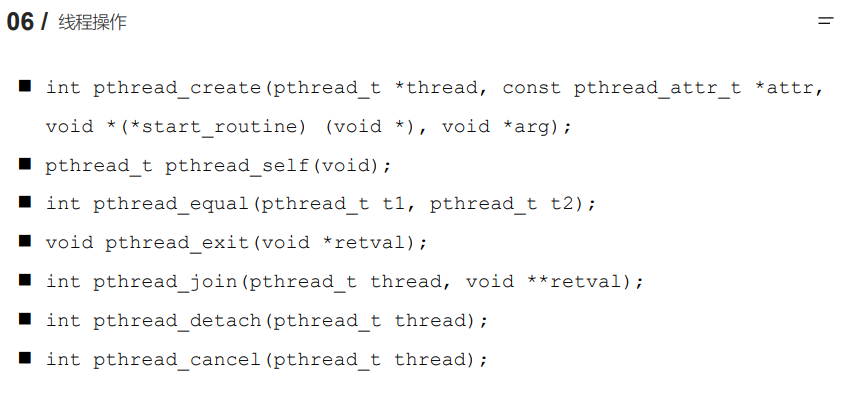 06 / 线程操作
■ int pthread_create(pthread_t *thread, const pthread_attr_t *attr,
void *(*start_routine) (void *), void *arg);
■ pthread_t pthread_self(void);
■ int pthread_equal(pthread_t t1, pthread_t t2);
■ void pthread_exit(void *retval);
■ int pthread_join(pthread_t thread, void **retval);
■ int pthread_detach(pthread_t thread);
■ int pthread_cancel(pthread_t thread);